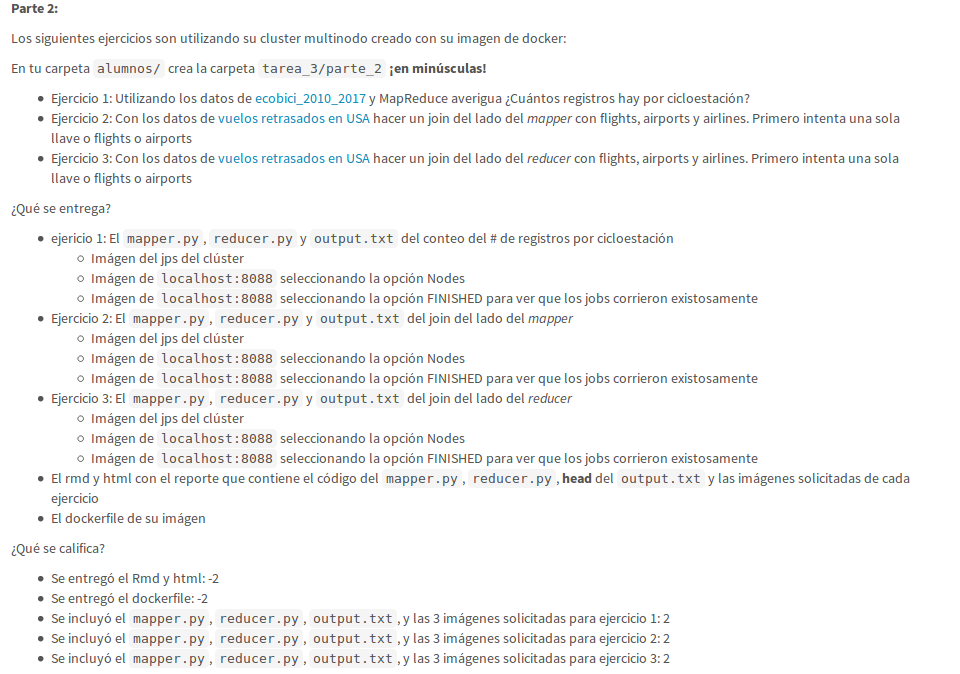 Parte 2:
Los siguientes ejercicios son utilizando su cluster multinodo creado con su imagen de docker:
En tu carpeta alumnos/ crea la carpeta tarea_3/parte_2 ¡en minúsculas!
● Ejercicio 1: Utilizando los datos de ecobici_2010_2017 y MapReduce averigua ¿Cuántos registros hay por cicloestación?
● Ejercicio 2: Con los datos de vuelos retrasados en USA hacer un join del lado del mapper con flights, airports y airlines. Primero intenta una sola
llave o flights o airports
● Ejercicio 3: Con los datos de vuelos retrasados en USA hacer un join del lado del reducer con flights, airports y airlines. Primero intenta una sola
llave o flights o airports
¿Qué se entrega?
● ejericio 1: El mapper.py, reducer.py y output.txt del conteo del # de registros por cicloestación
○ Imágen del jps del clúster
○ Imágen de localhost:8088 seleccionando la opción Nodes
○ Imágen de localhost:8088 seleccionando la opción FINISHED para ver que los jobs corrieron existosamente
● Ejercicio 2: El mapper.py, reducer.py y output.txt del join del lado del mapper
○ Imágen del jps del clúster
○ Imágen de localhost:8088 seleccionando la opción Nodes
○ Imágen de localhost:8088 seleccionando la opción FINISHED para ver que los jobs corrieron existosamente
● Ejercicio 3: El mapper.py, reducer.py y output.txt del join del lado del reducer
○ Imágen del jps del clúster
○ Imágen de localhost:8088 seleccionando la opción Nodes
○ Imágen de localhost:8088 seleccionando la opción FINISHED para ver que los jobs corrieron existosamente
● El rmd y html con el reporte que contiene el código del mapper.py, reducer.py, head del output.txt y las imágenes solicitadas de cada
ejercicio
● El dockerfile de su imágen
¿Qué se califica?
● Se entregó el Rmd y html: -2
● Se entregó el dockerfile: -2
● Se incluyó el mapper.py, reducer.py, output.txt, y las 3 imágenes solicitadas para ejercicio 1: 2
● Se incluyó el mapper.py, reducer.py, output.txt, y las 3 imágenes solicitadas para ejercicio 2: 2
● Se incluyó el mapper.py, reducer.py, output.txt, y las 3 imágenes solicitadas para ejercicio 3: 2